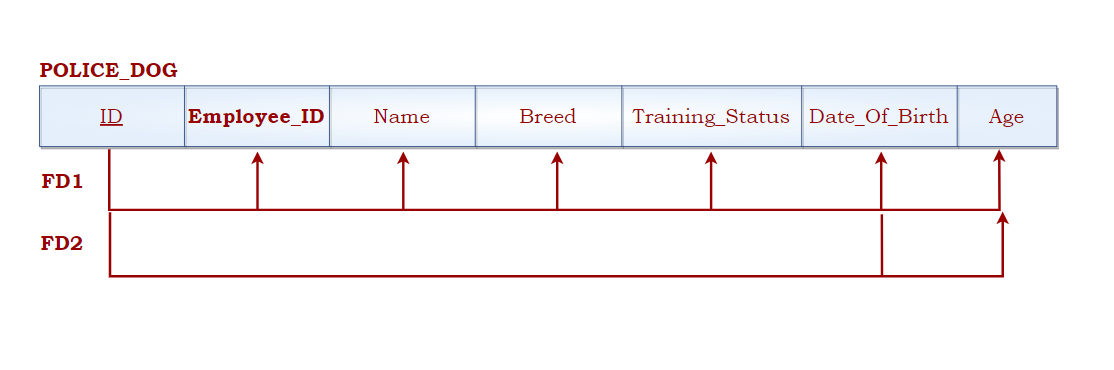 POLICE_DOG
ID Employee_ID Name Breed Training_Status Date_Of_Birth Age
FD1
FD2